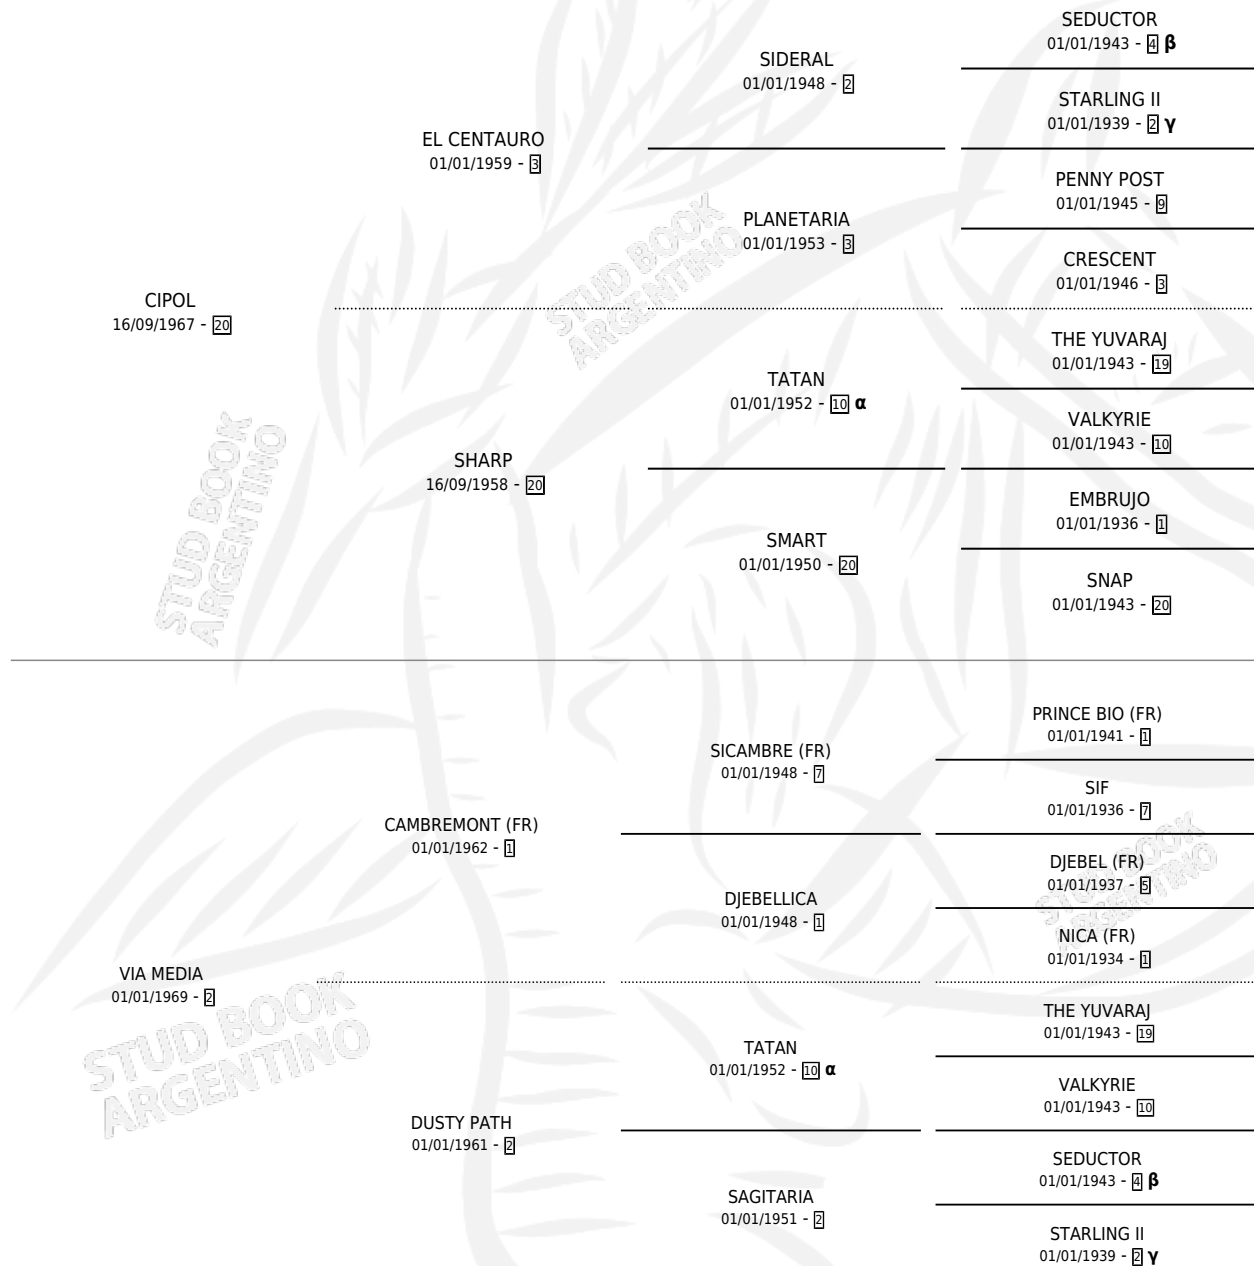 SEDUCTOR
01/01/1943 - 4 β
SIDERAL
01/01/1948 - 2
STARLING II
01/01/1939 - 2 γ
EL CENTAURO
01/01/1959 - 3
PENNY POST
01/01/1945 - 9
PLANETARIA
01/01/1953 - 3
CRESCENT
01/01/1946 - 3
CIPOL
16/09/1967 - 20
THE YUVARAJ
01/01/1943 - 19
TATAN
01/01/1952 - 10 α
VALKYRIE
01/01/1943 - 10
SHARP
16/09/1958 - 20
EMBRUJO
01/01/1936 - 1
SMART
01/01/1950 - 20
SNAP
01/01/1943 - 20
PRINCE BIO (FR)
01/01/1941 - 1
SICAMBRE (FR)
01/01/1948 - 7
SIF
01/01/1936 - 7
CAMBREMONT (FR)
01/01/1962 - 1
DJEBEL (FR)
01/01/1937 - 5
DJEBELLICA
01/01/1948 - 1
NICA (FR)
01/01/1934 - 1
VIA MEDIA
01/01/1969 - 2
THE YUVARAJ
01/01/1943 - 19
TATAN
01/01/1952 - 10 α
VALKYRIE
01/01/1943 - 10
DUSTY PATH
01/01/1961 - 2
SEDUCTOR
01/01/1943 - 4 β
SAGITARIA
01/01/1951 - 2
STARLING II
01/01/1939 - 2 γ
STUD BOOK
ARGENTINO
STUD BOOK
ARGENTINO
STUD BOOK
ARGENTINO
STUD BOOK
ARGENTINO